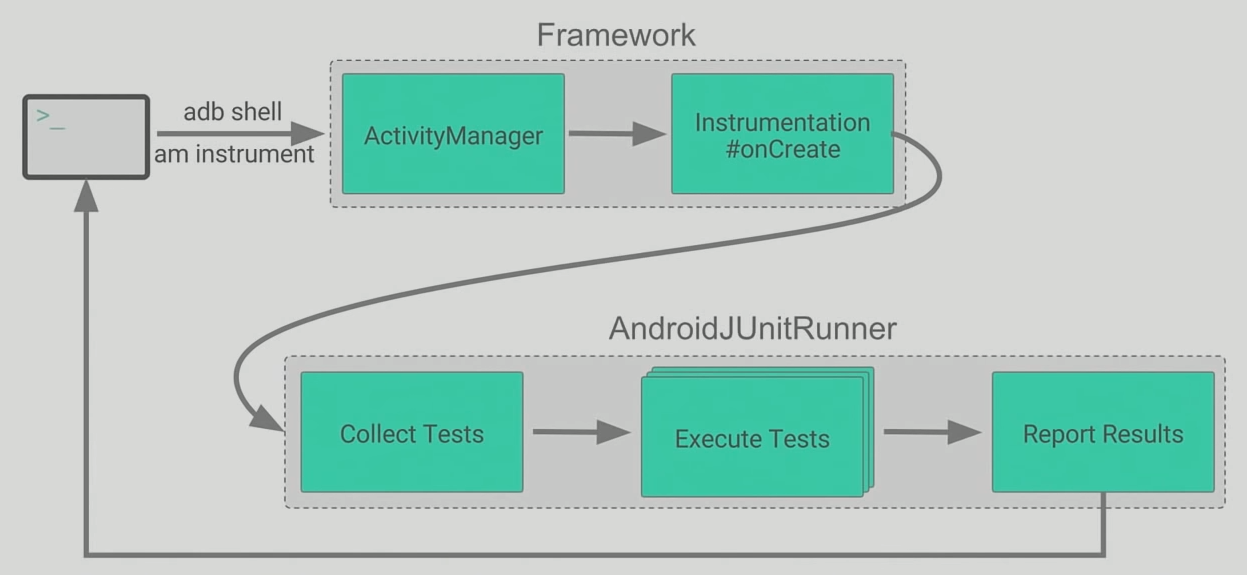 Framework
>_
adb shell
am instrument
ActivityManager
Instrumentation
#onCreate
AndroidJUnitRunner
Collect Tests
Execute Tests
Report Results